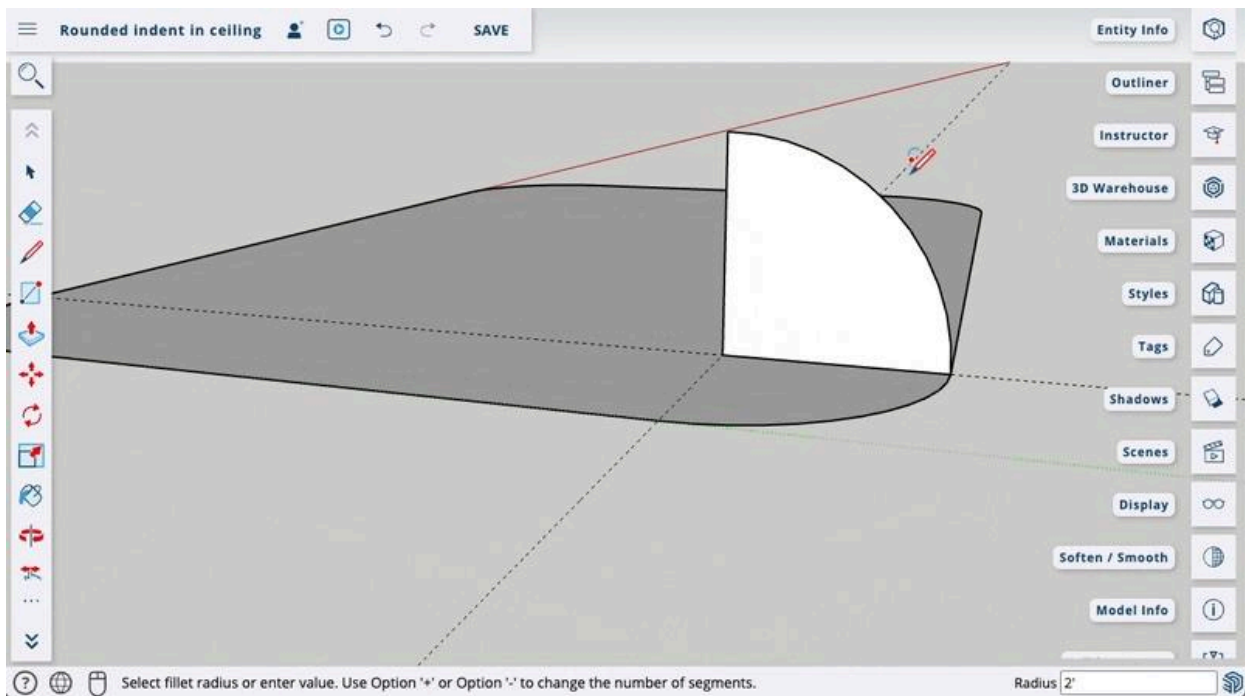 Rounded indent in ceiling
SAVE
Entity Info
Outliner
Instructor
3D Warehouse
Materials
Styles
Tags
Shadows
Scenes
Display
Soften / Smooth
Model Info
Select fillet radius or enter value. Use Option '+' or Option '-' to change the number of segments.
Radius 2'